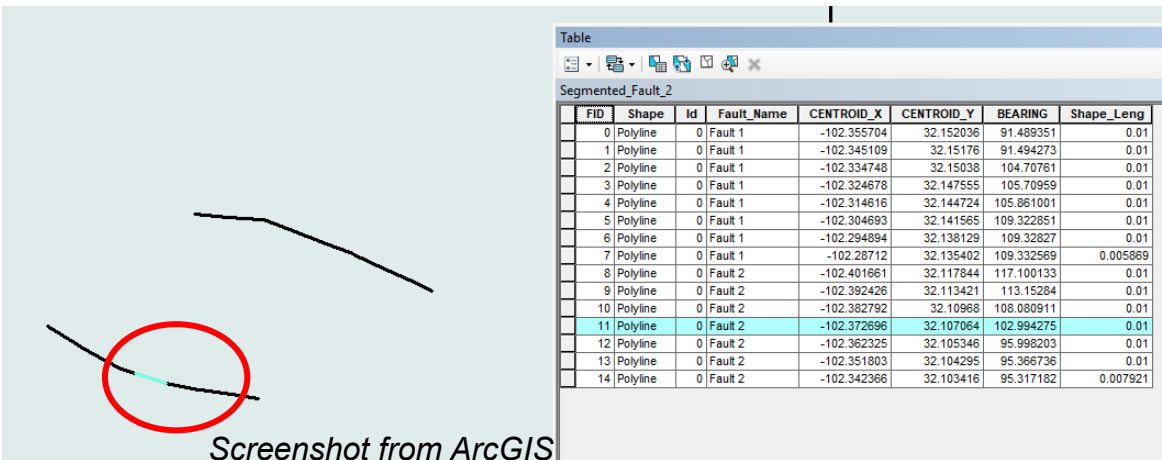 Table
Segmented_Fault_2
FID Shape Id Fault_Name CENTROID_X CENTROID_Y BEARING Shape_Leng
0 Polyline 0 Fault 1 -102.355704 32.152036 91.489351 0.01
1 Polyline 0 Fault 1 -102.345109 32.15176 91.494273 0.01
2 Polyline 0 Fault 1 -102.334748 32.15038 104.70761 0.01
3 Polyline 0 Fault 1 -102.324678 32.147555 105.70959 0.01
4 Polyline 0 Fault 1 -102.314616 32.144724 105.861001 0.01
5 Polyline 0 Fault 1 -102.304693 32.141565 109.322851 0.01
6 Polyline 0 Fault 1 -102.294894 32.138129 109.32827 0.01
7 Polyline 0 Fault 1 -102.28712 32.135402 109.332569 0.005869
8 Polyline 0 Fault 2 -102.401661 32.117844 117.100133 0.01
9 Polyline 0 Fault 2 -102.392426 32.113421 113.15284 0.01
10 Polyline 0 Fault 2 -102.382792 32.10968 108.080911 0.01
11 Polyline 0 Fault 2 -102.372696 32.107064 102.994275 0.01
12 Polyline 0 Fault 2 -102.362325 32.105346 95.998203 0.01
13 Polyline 0 Fault 2 -102.351803 32.104295 95.366736 0.01
14 Polyline 0 Fault 2 -102.342366 32.103416 95.317182 0.007921
Screenshot from ArcGIS